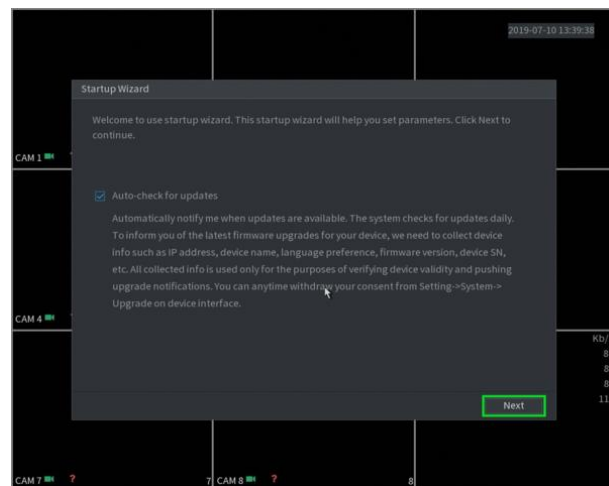 2019-07-10 13:39:38
Startup Wizard
Welcome to use startup wizard. This startup wizard will help you set parameters. Click Next to
continue.
CAM 1
Auto-check for updates
Automatically notify me when updates are available. The system checks for updates daily.
To inform you of the latest firmware upgrades for your device, we need to collect device
info such as IP address, device name, language preference, firmware version, device SN,
etc. All collected info is used only for the purposes of verifying device validity and pushing
upgrade notifications. You can anytime withdraw your consent from Setting->System->
Upgrade on device interface.
CAM 4
Kb/
8
8
8
11
Next
CAM 7 ? 7 CAM 8 ? 8